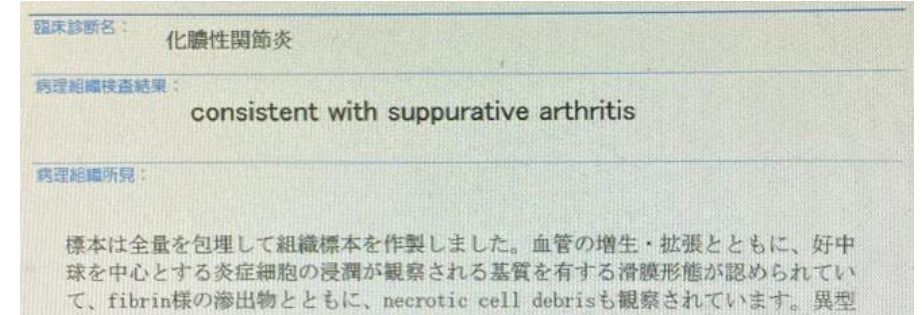 臨床診断名：
化膿性関節炎
病理組織検査結果：
consistent with suppurative arthritis
病理組織所見：
標本は全量を包埋して組織標本を作製しました。血管の増生・拡張とともに、好中
球を中心とする炎症細胞の浸潤が観察される基質を有する滑膜形態が認められてい
て、fibrin様の滲出物とともに、necrotic cell debrisも観察されています。異型